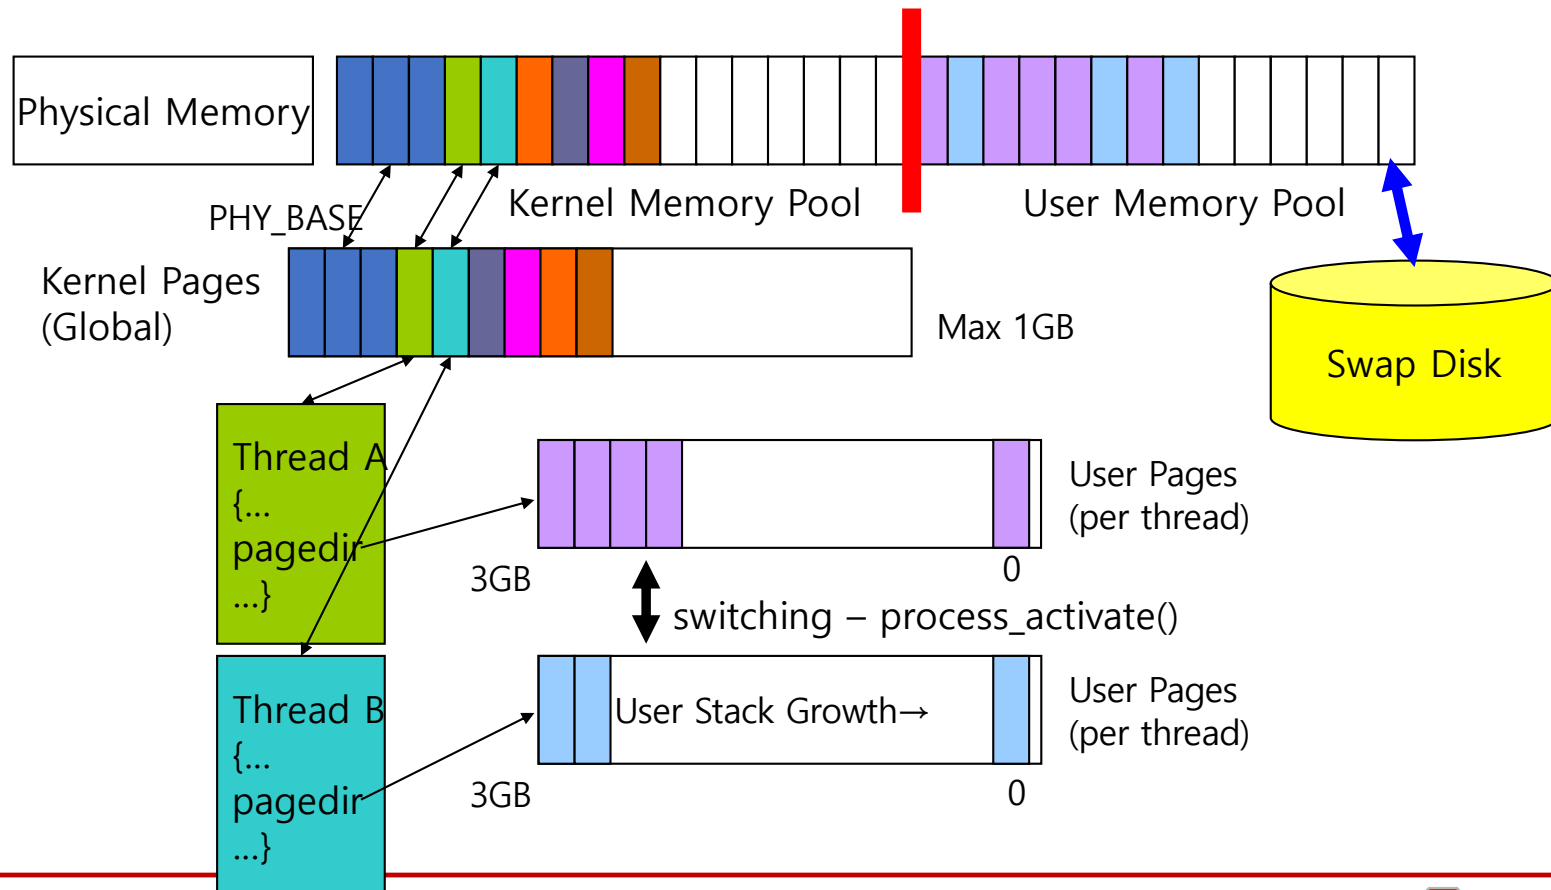 Physical Memory
PHY_BASE
Kernel Memory Pool
User Memory Pool
Kernel Pages
(Global)
Max 1GB
Swap Disk
Thread A
{...
pagedir
...}
3GB
0
User Pages
(per thread)
switching – process_activate()
Thread B
{...
pagedir
...}
User Stack Growth→
3GB
0
User Pages
(per thread)